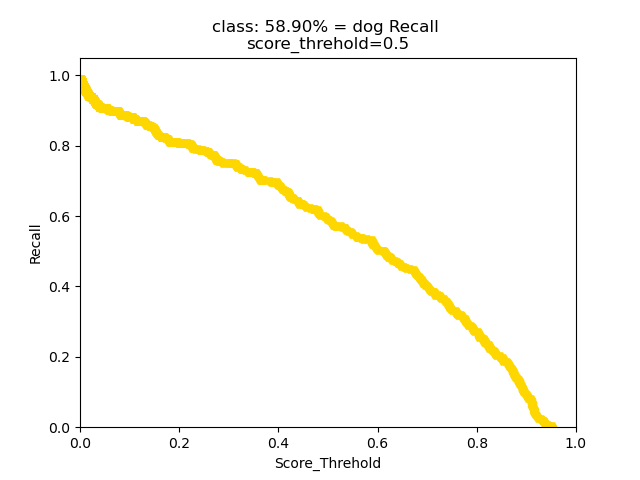 class: 58.90% = dog Recall
score_threhold=0.5
1.0
0.8
0.6
0.4
0.2
0.0
Recall
0.0 0.2 0.4 0.6 0.8 1.0
Score_Threhold